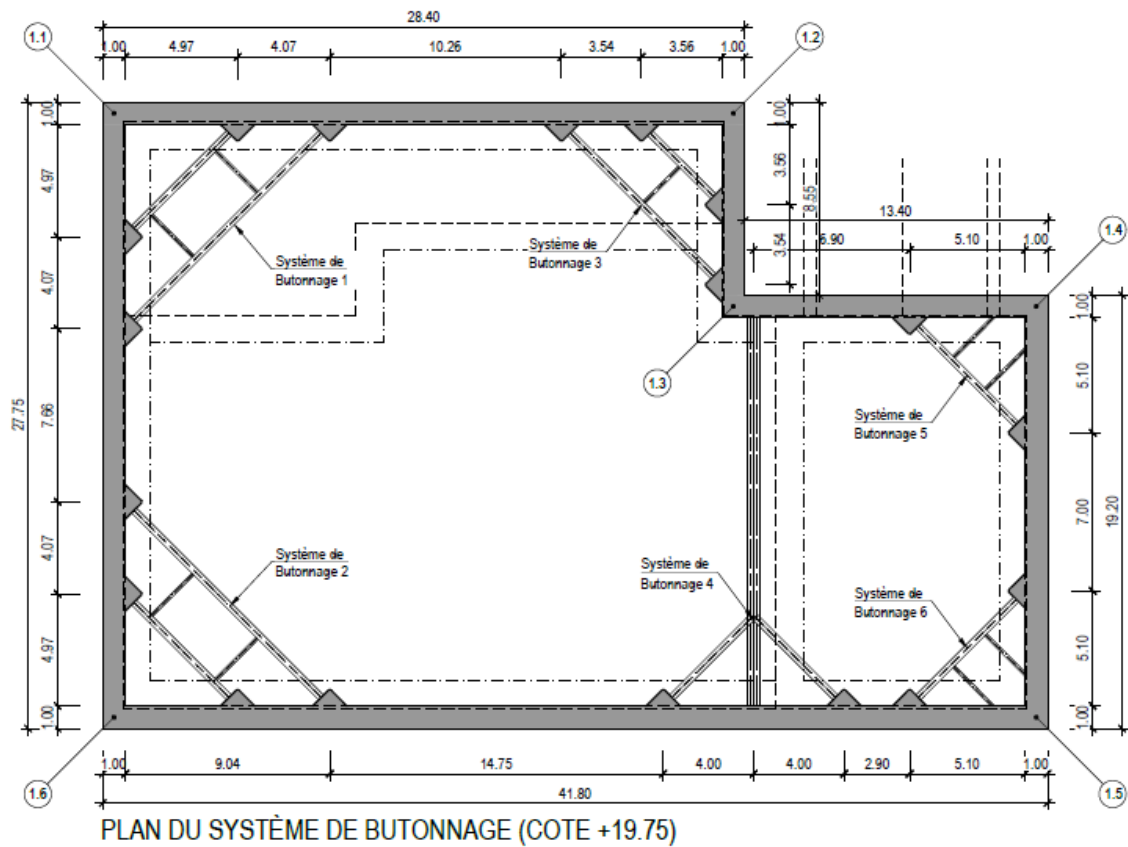 28.40
1.1
1.2
1.00 4.97 4.07 10.26 3.54 3.56 1.00
1.00
4.97
4.07
7.66
4.07
4.97
1.00
27.75
1.00
3.56
3.54
8.55
13.40
6.90 5.10 1.00
1.4
Système de
Butonnage 1
Système de
Butonnage 3
1.3
Système de
Butonnage 5
1.00
5.10
7.00
5.10
1.00
19.20
Système de
Butonnage 2
Système de
Butonnage 4
Système de
Butonnage 6
1.00 9.04 14.75 4.00 4.00 2.90 5.10 1.00
1.6
41.80
1.5
PLAN DU SYSTÈME DE BUTONNAGE (COTE +19.75)